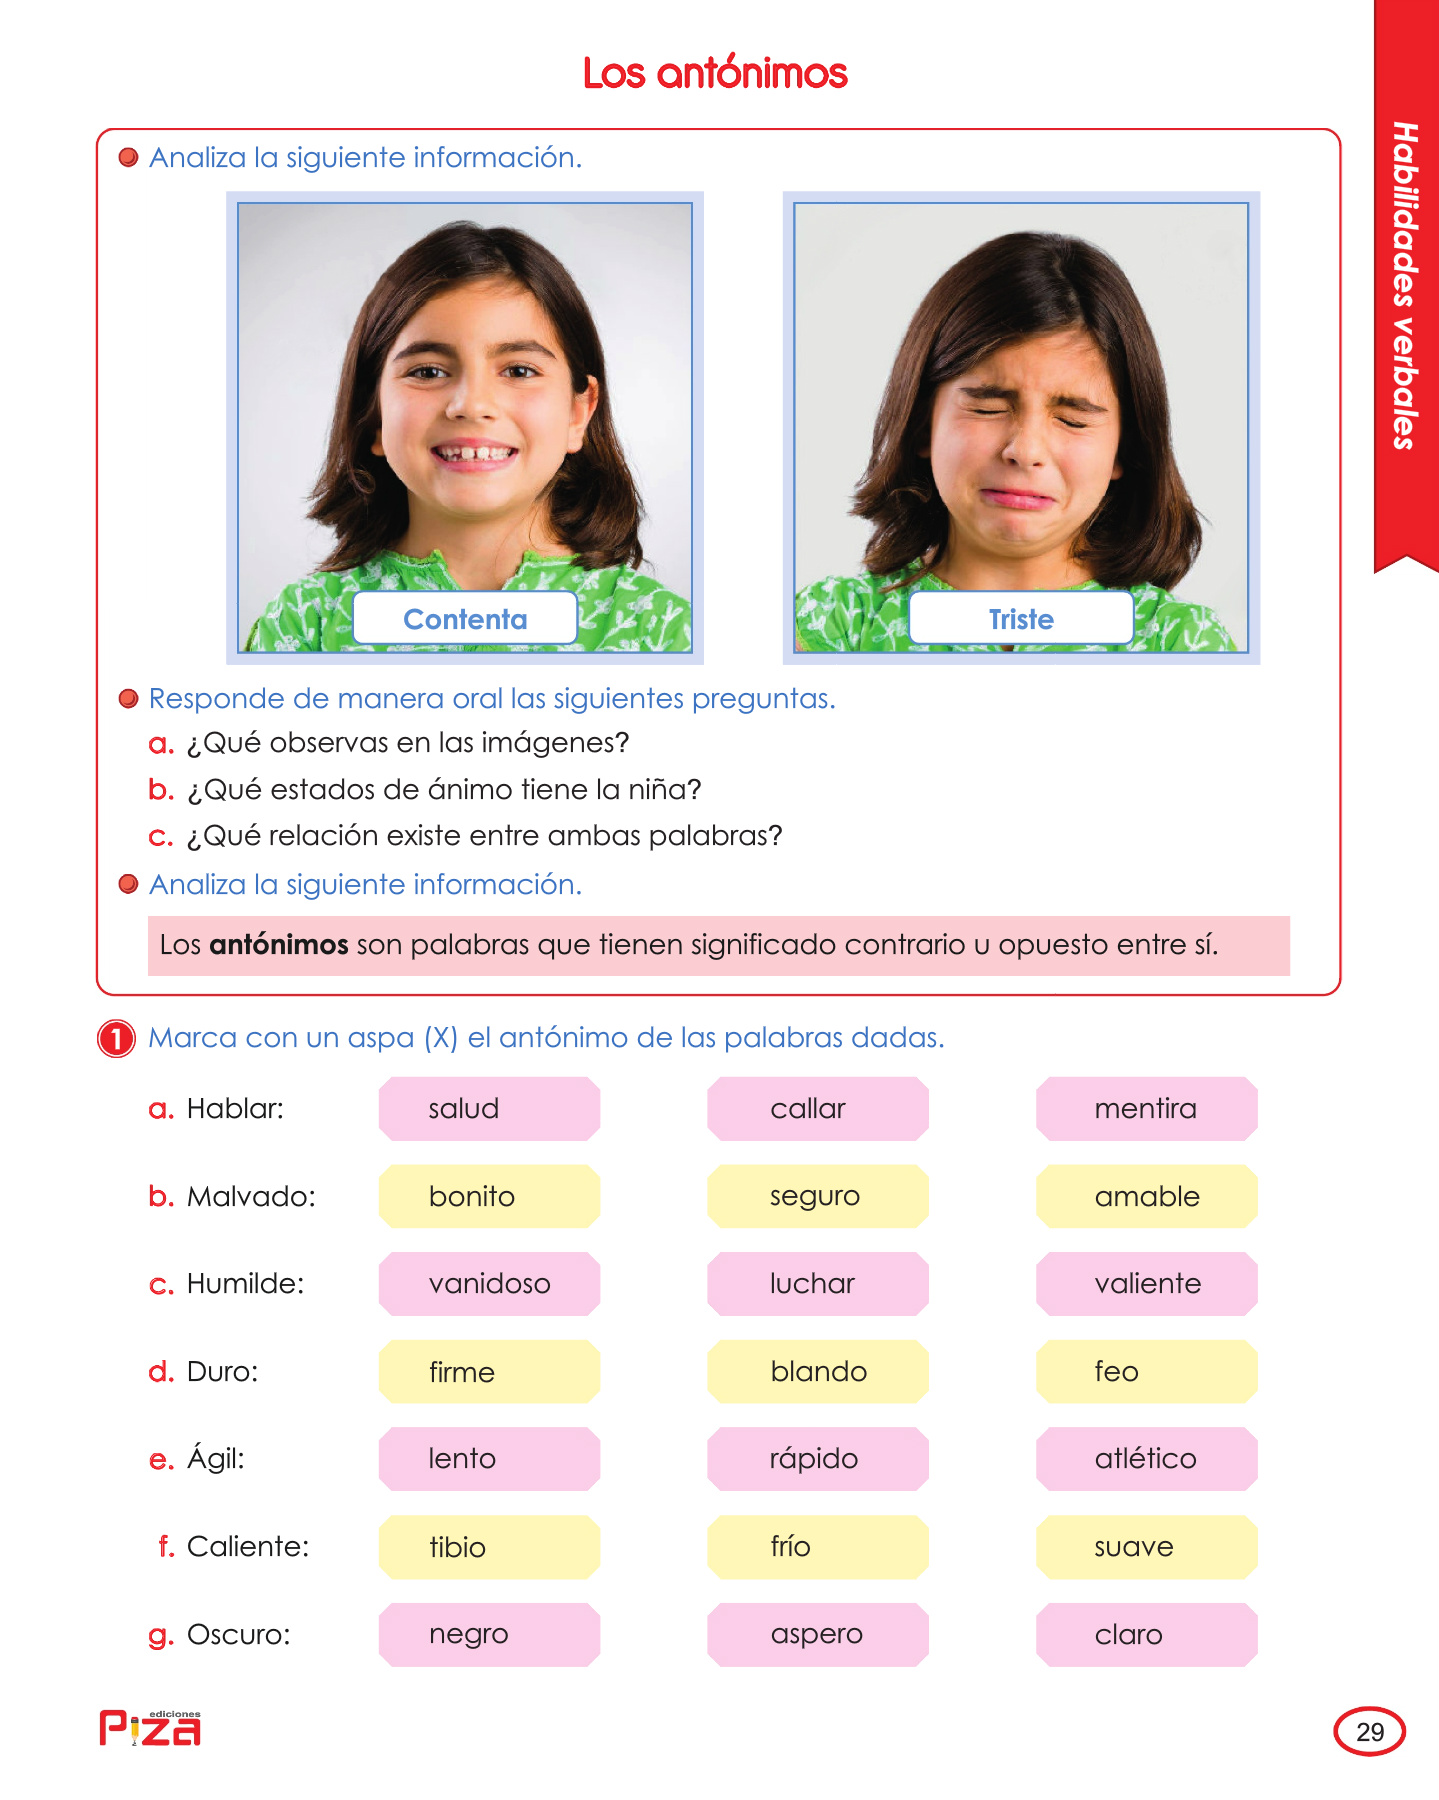 Los antónimos
Habilidades verbales
Analiza la siguiente información.
Contenta
Triste
Responde de manera oral las siguientes preguntas.
a. ¿Qué observas en las imágenes?
b. ¿Qué estados de ánimo tiene la niña?
c. ¿Qué relación existe entre ambas palabras?
Analiza la siguiente información.
Los antónimos son palabras que tienen significado contrario u opuesto entre sí.
1 Marca con un aspa (X) el antónimo de las palabras dadas.
a. Hablar: salud callar mentira
b. Malvado: bonito seguro amable
c. Humilde: vanidoso luchar valiente
d. Duro: firme blando feo
e. Ágil: lento rápido atlético
f. Caliente: tibio frío suave
g. Oscuro: negro aspero claro
ediciones
Piza
29